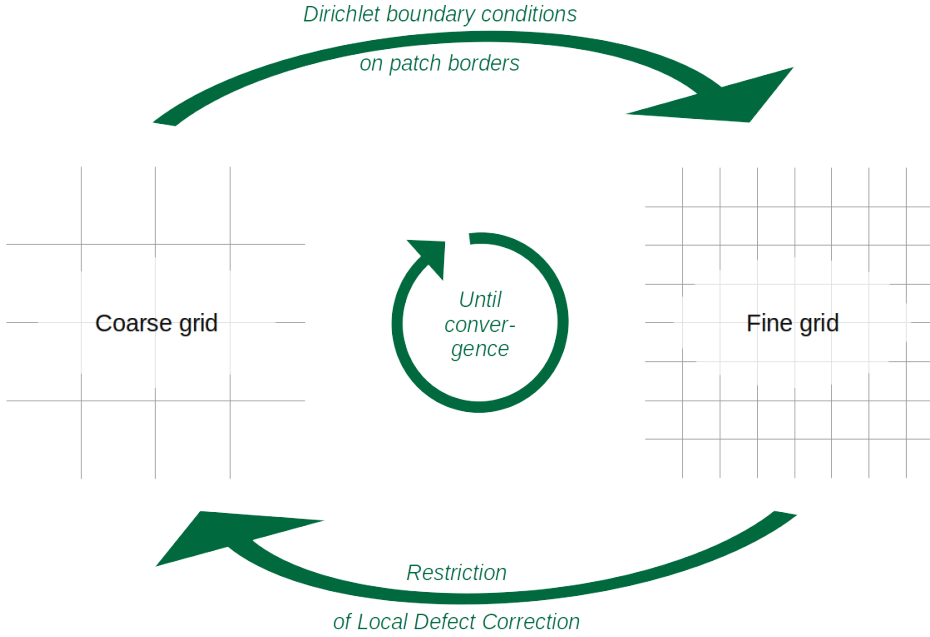 Dirichlet boundary conditions
on patch borders
Until
conver-
gence
Coarse grid
Fine grid
Restriction
of Local Defect Correction